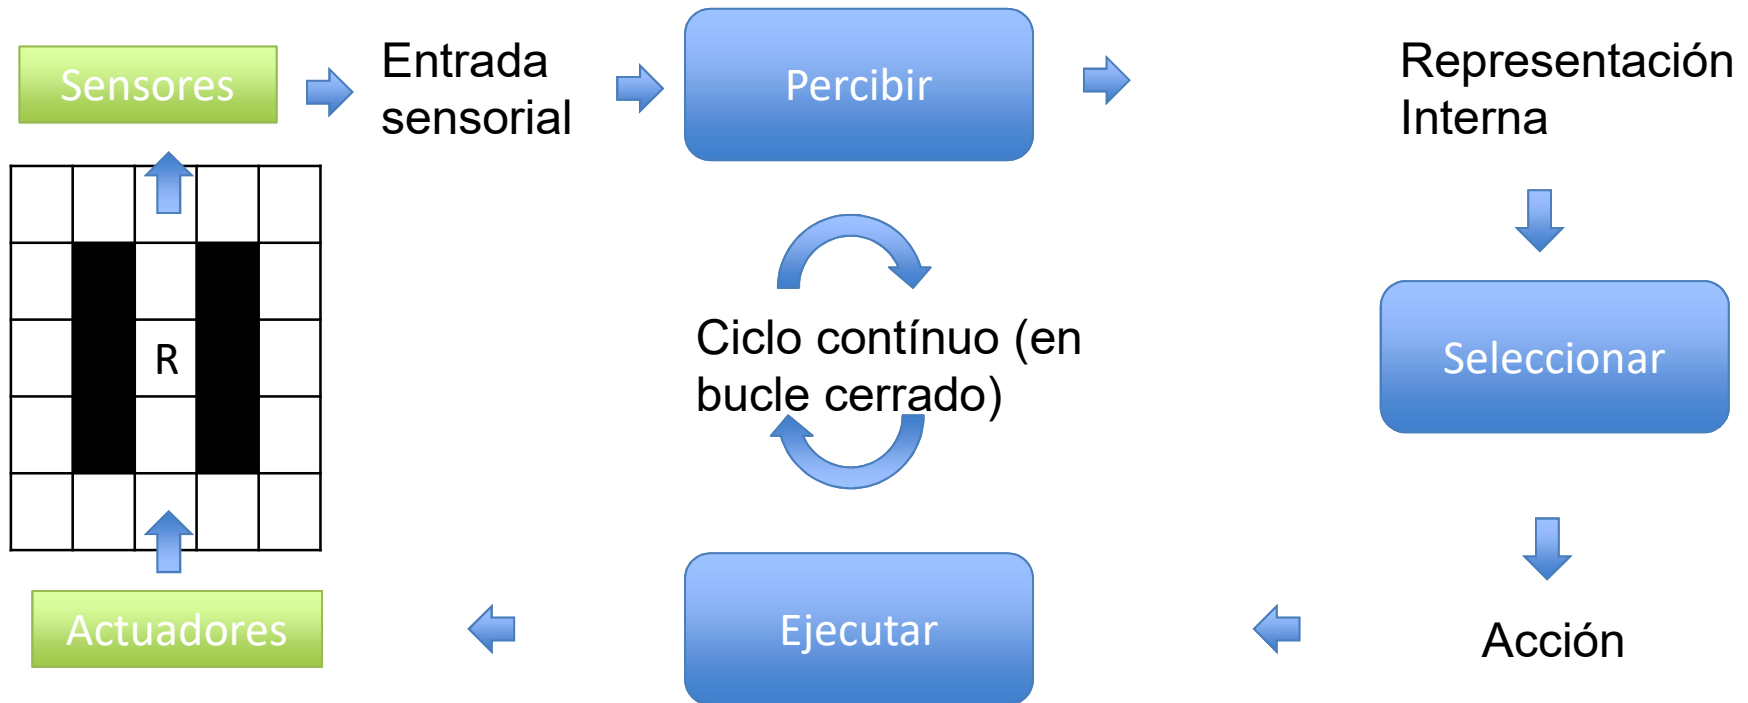 Sensores
Entrada
sensorial
Percibir
Representación
Interna
R
Ciclo contínuo (en
bucle cerrado)
Seleccionar
Actuadores
Ejecutar
Acción